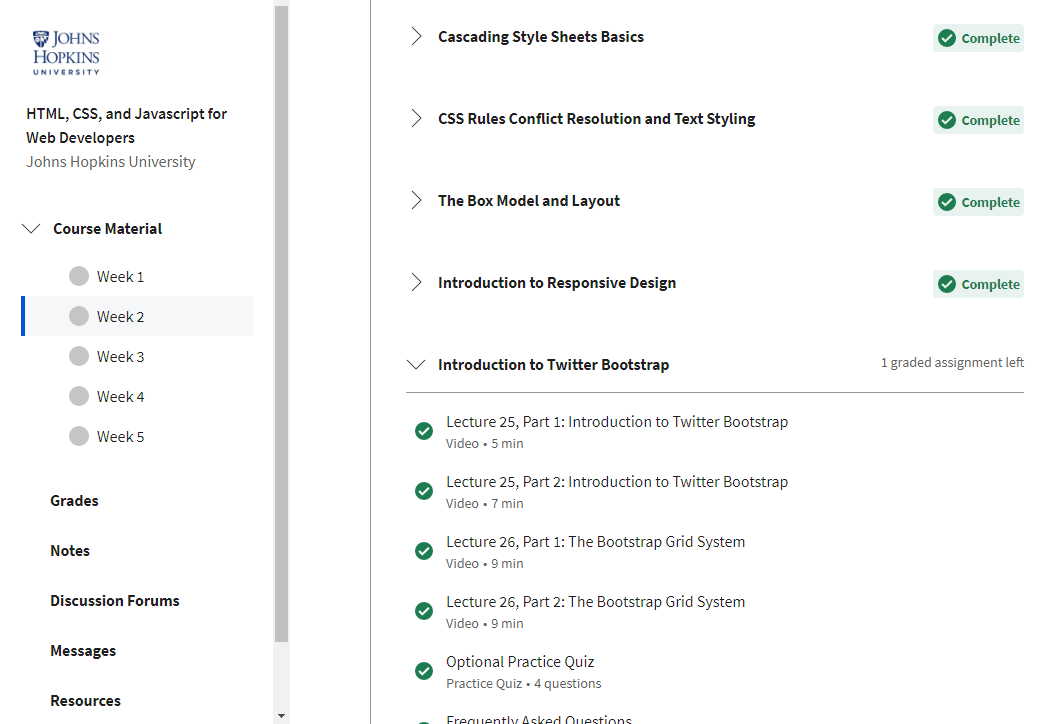 JOHNS
HOPKINS
UNIVERSITY
HTML, CSS, and Javascript for
Web Developers
Johns Hopkins University
Course Material
Week 1
Week 2
Week 3
Week 4
Week 5
Grades
Notes
Discussion Forums
Messages
Resources
Cascading Style Sheets Basics
Complete
CSS Rules Conflict Resolution and Text Styling
Complete
The Box Model and Layout
Complete
Introduction to Responsive Design
Complete
Introduction to Twitter Bootstrap
1 graded assignment left
Lecture 25, Part 1: Introduction to Twitter Bootstrap
Video • 5 min
Lecture 25, Part 2: Introduction to Twitter Bootstrap
Video • 7 min
Lecture 26, Part 1: The Bootstrap Grid System
Video • 9 min
Lecture 26, Part 2: The Bootstrap Grid System
Video • 9 min
Optional Practice Quiz
Practice Quiz • 4 questions
Frequently Asked Questions